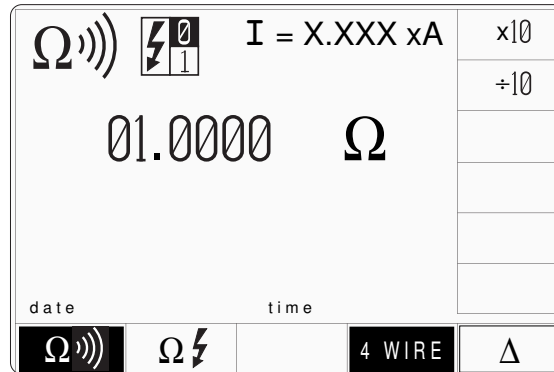 Ω 0 I = X.XXX xA x10
1
÷10
01.0000 Ω
date time
Ω Ω 4 WIRE Δ